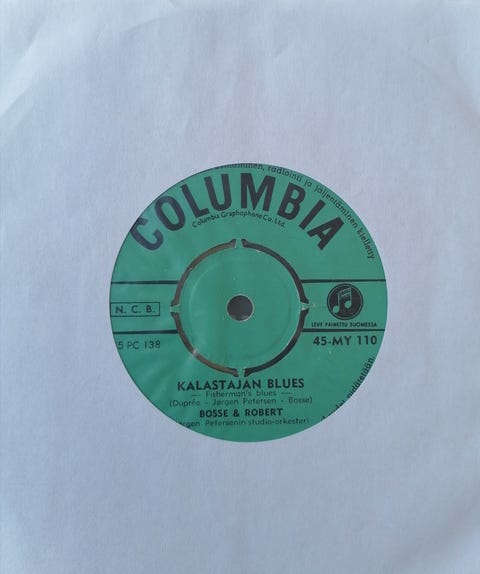 radiointi ja jäljentäminen kielletty
COLUMBIA
Columbia Graphophone Co. Ltd.
N. C. B.
LEVY PAINETTU SUOMESSA
5 PC 138
45-MY 110
KALASTAJAN BLUES
— Fisherman's blues —
(Duprée - Jørgen Petersen - Bosse)
BOSSE & ROBERT
rgen Petersenin studio-orkesteri